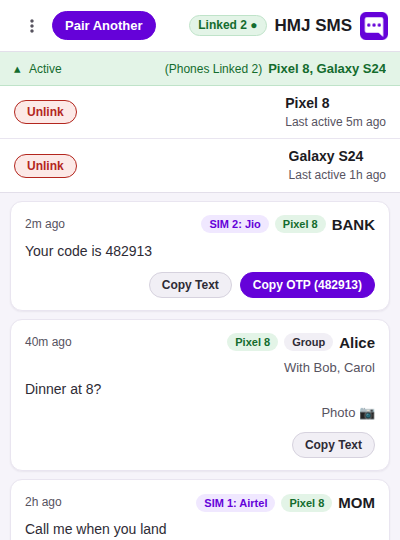 Pair Another
Linked 2 ●
HMJ SMS
▲ Active
(Phones Linked 2) Pixel 8, Galaxy S24
Unlink
Pixel 8
Last active 5m ago
Unlink
Galaxy S24
Last active 1h ago
2m ago
SIM 2: Jio
Pixel 8
BANK
Your code is 482913
Copy Text
Copy OTP (482913)
40m ago
Pixel 8
Group
Alice
With Bob, Carol
Dinner at 8?
Photo 📷
Copy Text
2h ago
SIM 1: Airtel
Pixel 8
MOM
Call me when you land